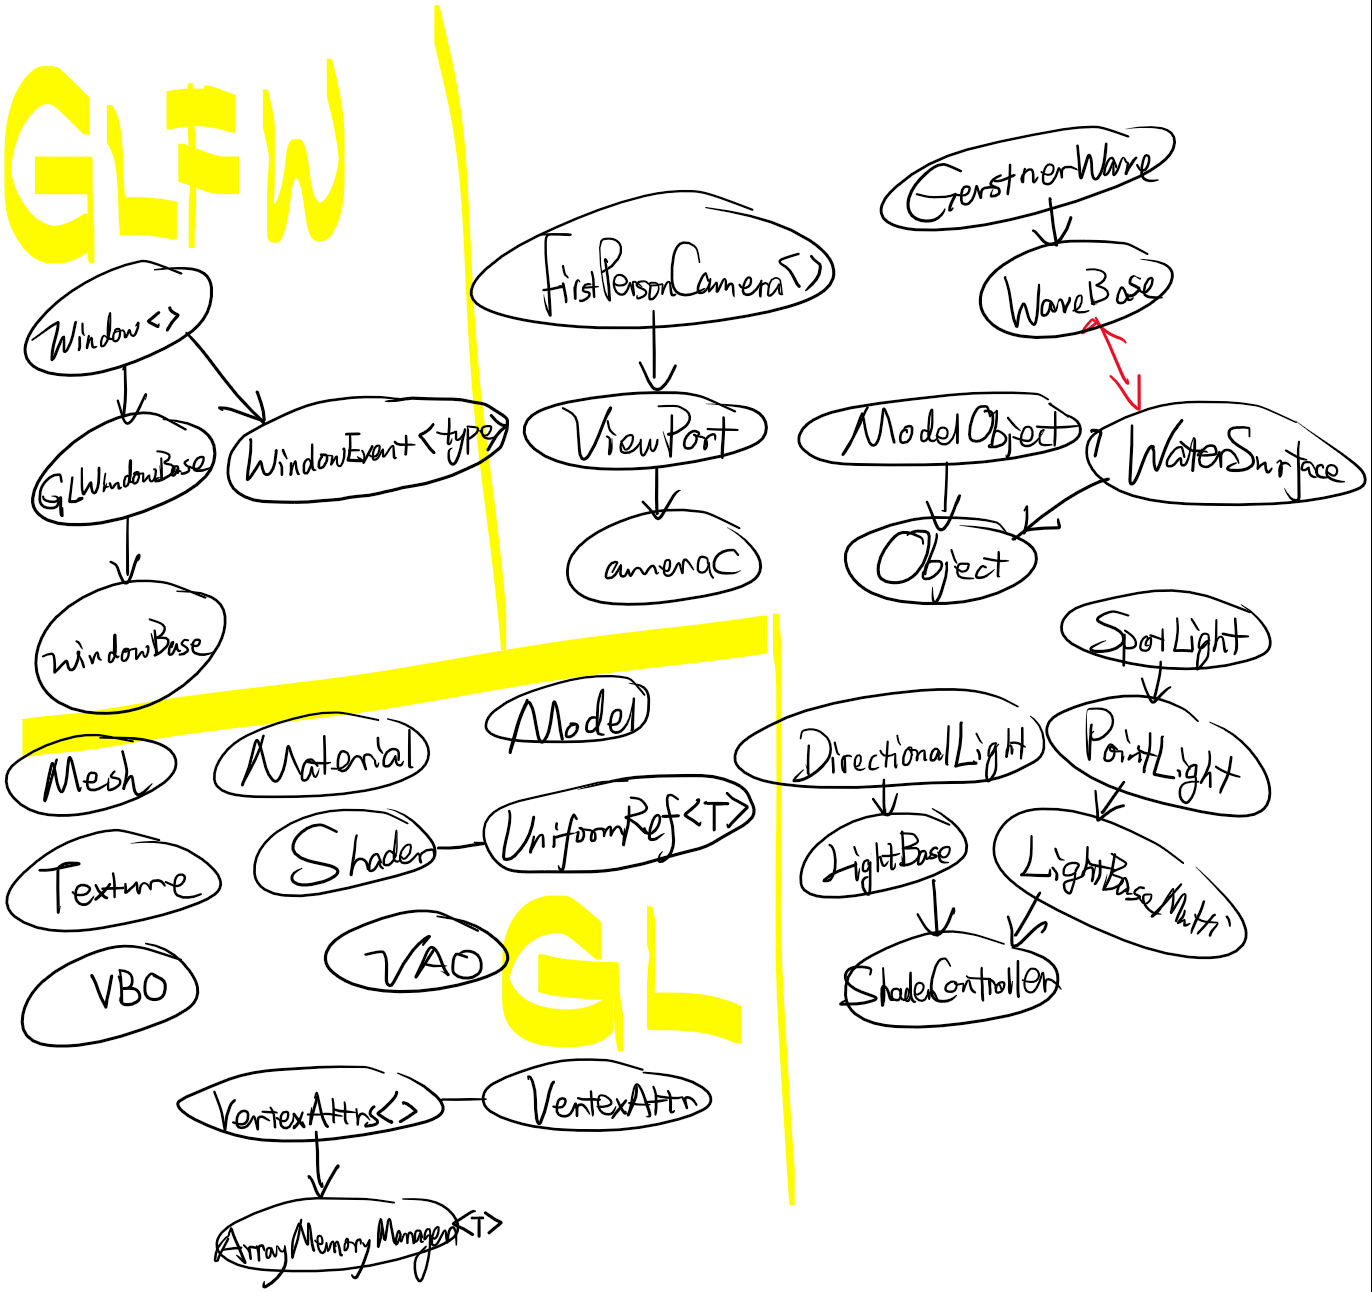 GLFW
Window<>
GLWindowBase
WindowEvent<type>
windowBase
FirstPersonCamera<>
ViewPort
amenaC
GerstnerWave
WaveBase
ModelObject
WaterSurface
Object
SpotLight
DirectionalLight
PointLight
LightBase
LightBaseMulti
ShaderController
Mesh
Material
Model
Texture
Shader
UniformRef<T>
VBO
VAO
GL
VertexAttrs<>
VertexAttr
ArrayMemoryManager<T>